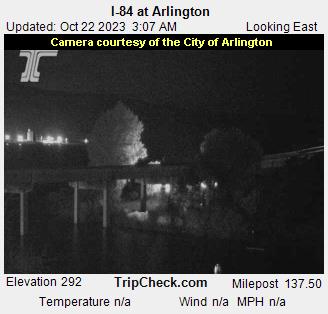 I-84 at Arlington
Updated: Oct 22 2023 3:07 AM Looking East
Camera courtesy of the City of Arlington
Elevation 292 TripCheck.com Milepost 137.50
Temperature n/a Wind n/a MPH n/a